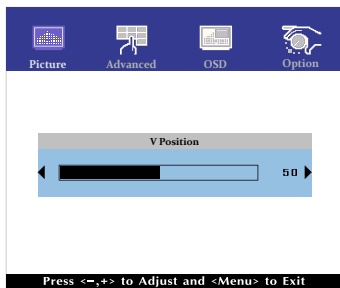 Picture Advanced OSD Option
V Position
50
Press <-,+> to Adjust and <Menu> to Exit